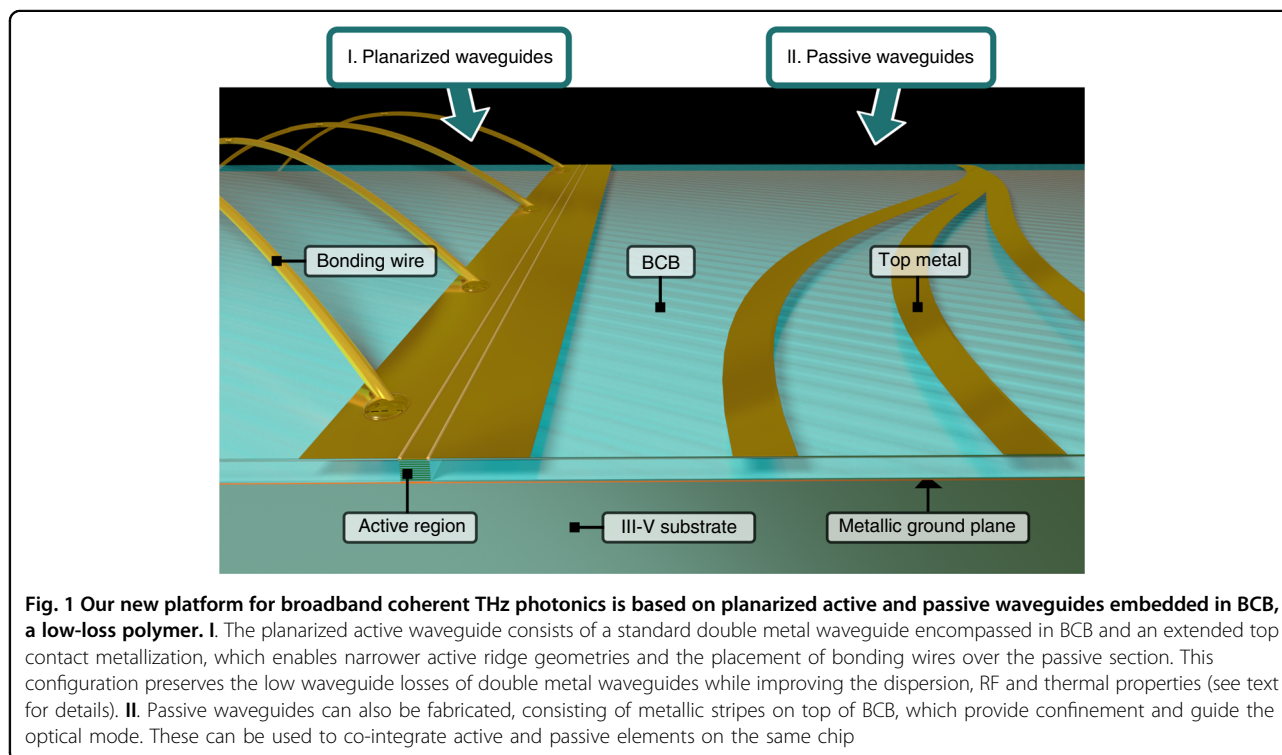 I. Planarized waveguides
II. Passive waveguides
Bonding wire
BCB
Top metal
Active region
III-V substrate
Metallic ground plane
Fig. 1 Our new platform for broadband coherent THz photonics is based on planarized active and passive waveguides embedded in BCB,
a low-loss polymer. I. The planarized active waveguide consists of a standard double metal waveguide encompassed in BCB and an extended top
contact metallization, which enables narrower active ridge geometries and the placement of bonding wires over the passive section. This
configuration preserves the low waveguide losses of double metal waveguides while improving the dispersion, RF and thermal properties (see text
for details). II. Passive waveguides can also be fabricated, consisting of metallic stripes on top of BCB, which provide confinement and guide the
optical mode. These can be used to co-integrate active and passive elements on the same chip